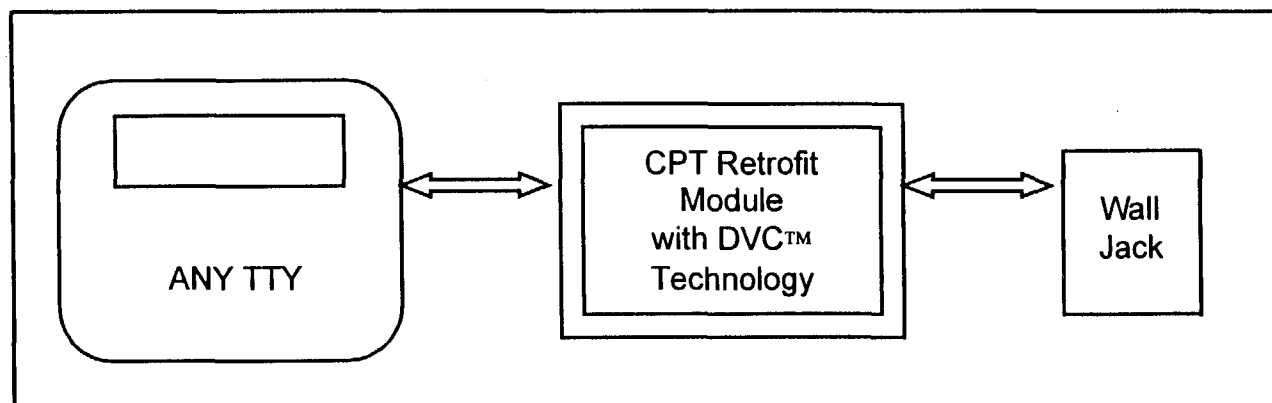 ANY TTY
CPT Retrofit
Module
with DVC™
Technology
Wall
Jack